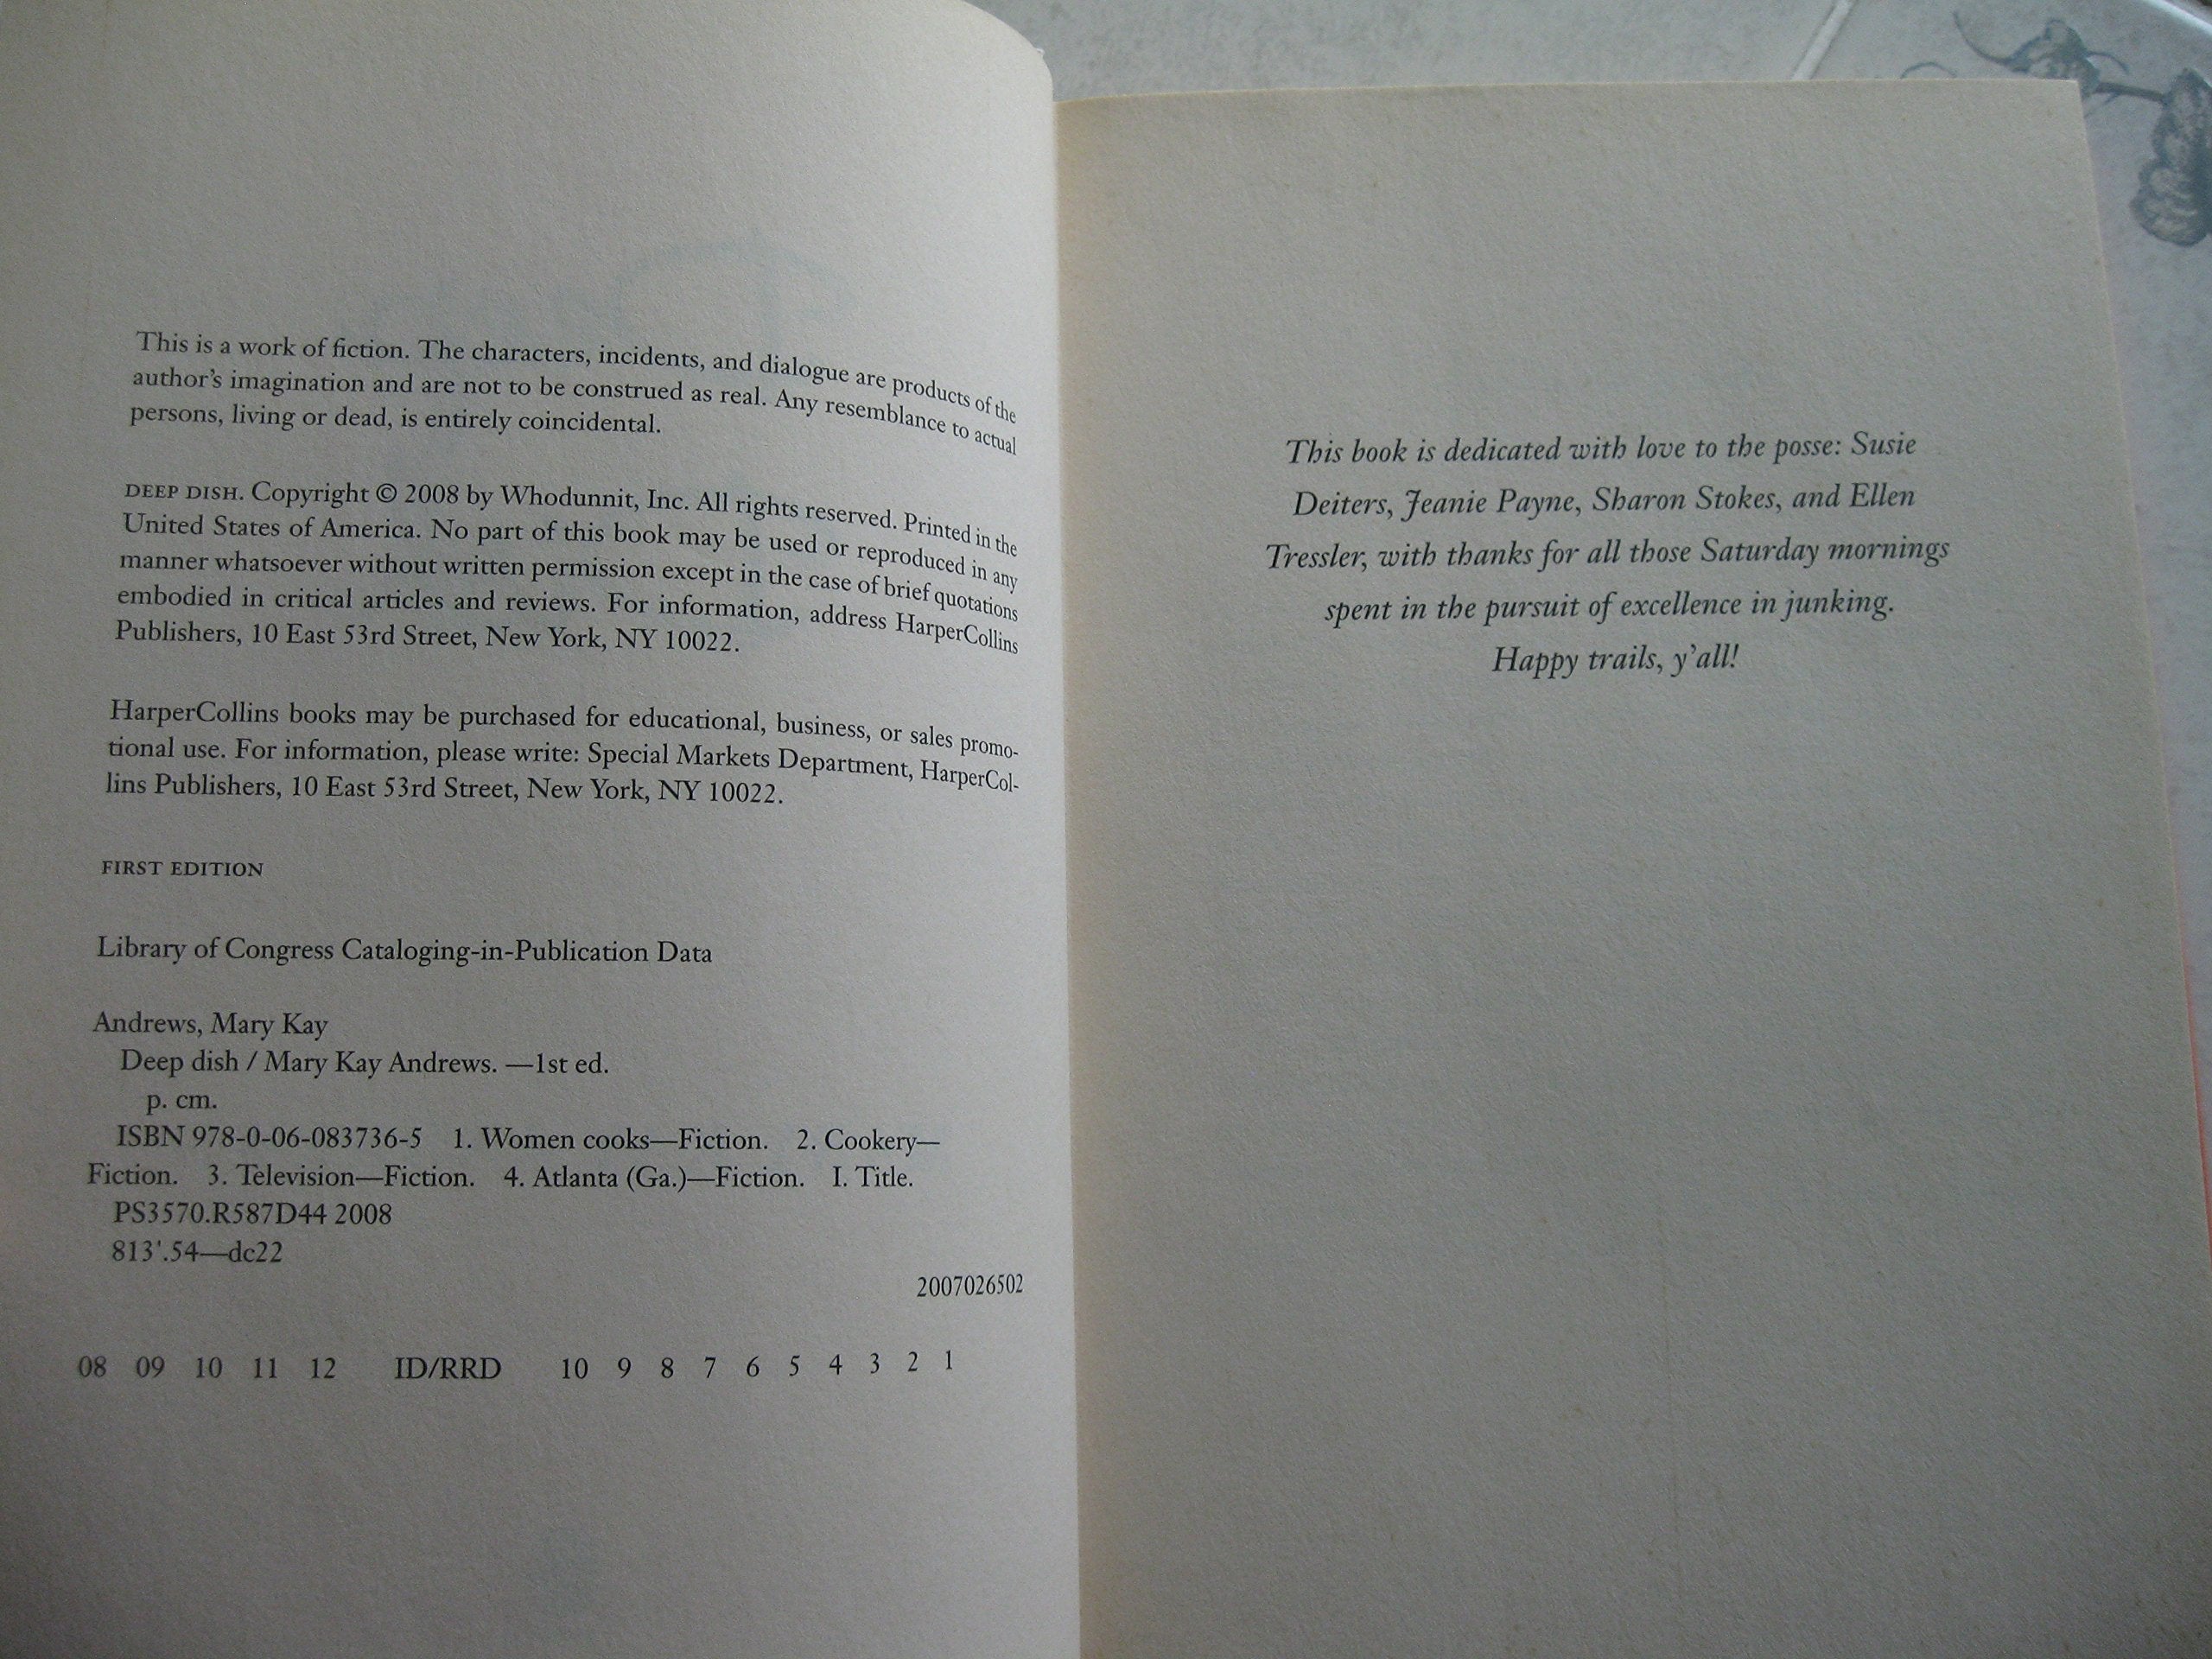 This is a work of fiction. The characters, incidents, and dialogue are products of the
author's imagination and are not to be construed as real. Any resemblance to actual
persons, living or dead, is entirely coincidental.
DEEP DISH. Copyright © 2008 by Whodunnit, Inc. All rights reserved. Printed in the
United States of America. No part of this book may be used or reproduced in any
manner whatsoever without written permission except in the case of brief quotations
embodied in critical articles and reviews. For information, address HarperCollins
Publishers, 10 East 53rd Street, New York, NY 10022.
HarperCollins books may be purchased for educational, business, or sales promo-
tional use. For information, please write: Special Markets Department, HarperCol-
lins Publishers, 10 East 53rd Street, New York, NY 10022.
FIRST EDITION
Library of Congress Cataloging-in-Publication Data
Andrews, Mary Kay
Deep dish / Mary Kay Andrews. —1st ed.
p. cm.
ISBN 978-0-06-083736-5 1. Women cooks—Fiction. 2. Cookery—
Fiction. 3. Television—Fiction. 4. Atlanta (Ga.)—Fiction. I. Title.
PS3570.R587D44 2008
813'.54—dc22
2007026502
08 09 10 11 12 ID/RRD 10 9 8 7 6 5 4 3 2 1
This book is dedicated with love to the posse: Susie
Deiters, Jeanie Payne, Sharon Stokes, and Ellen
Tressler, with thanks for all those Saturday mornings
spent in the pursuit of excellence in junking.
Happy trails, y'all!